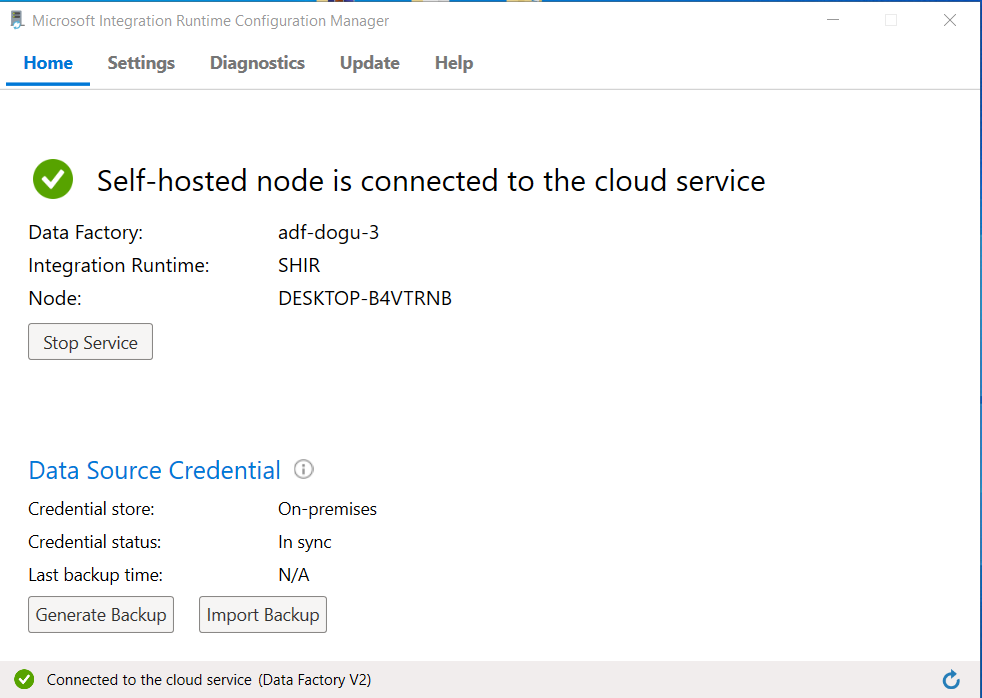 Microsoft Integration Runtime Configuration Manager
Home Settings Diagnostics Update Help
Self-hosted node is connected to the cloud service
Data Factory: adf-dogu-3
Integration Runtime: SHIR
Node: DESKTOP-B4VTRNB
Stop Service
Data Source Credential
Credential store: On-premises
Credential status: In sync
Last backup time: N/A
Generate Backup Import Backup
Connected to the cloud service (Data Factory V2)